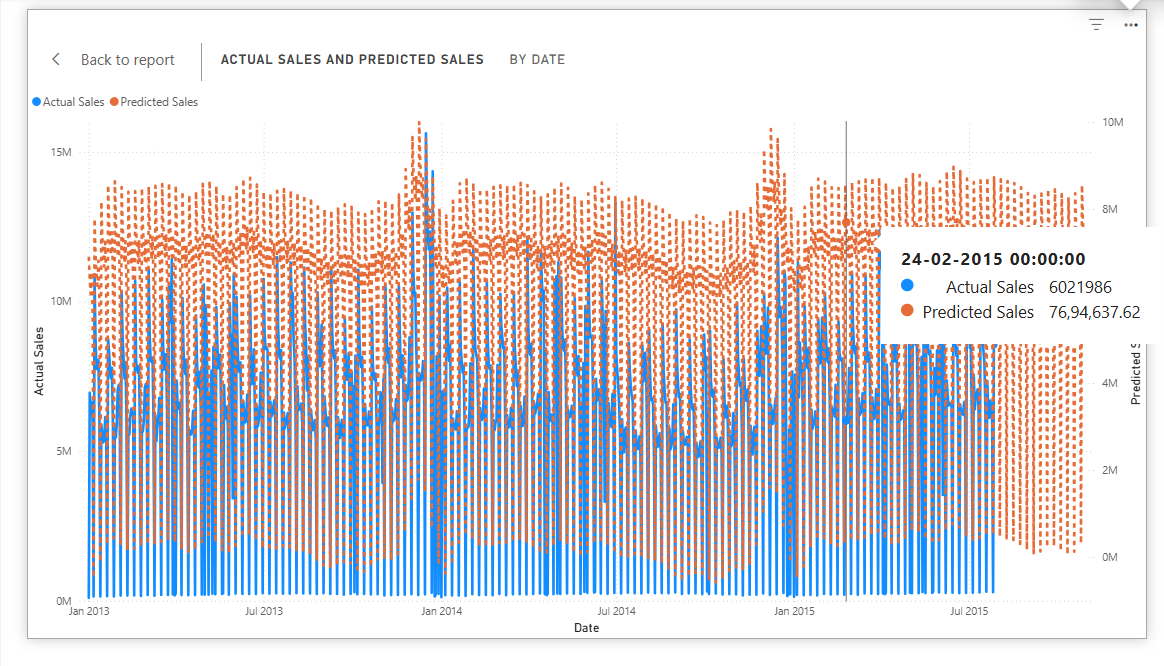 Back to report
ACTUAL SALES AND PREDICTED SALES BY DATE
Actual Sales Predicted Sales
15M
10M
5M
0M
Actual Sales
10M
8M
4M
2M
0M
Predicted
24-02-2015 00:00:00
Actual Sales 6021986
Predicted Sales 76,94,637.62
Jan 2013 Jul 2013 Jan 2014 Jul 2014 Jan 2015 Jul 2015
Date